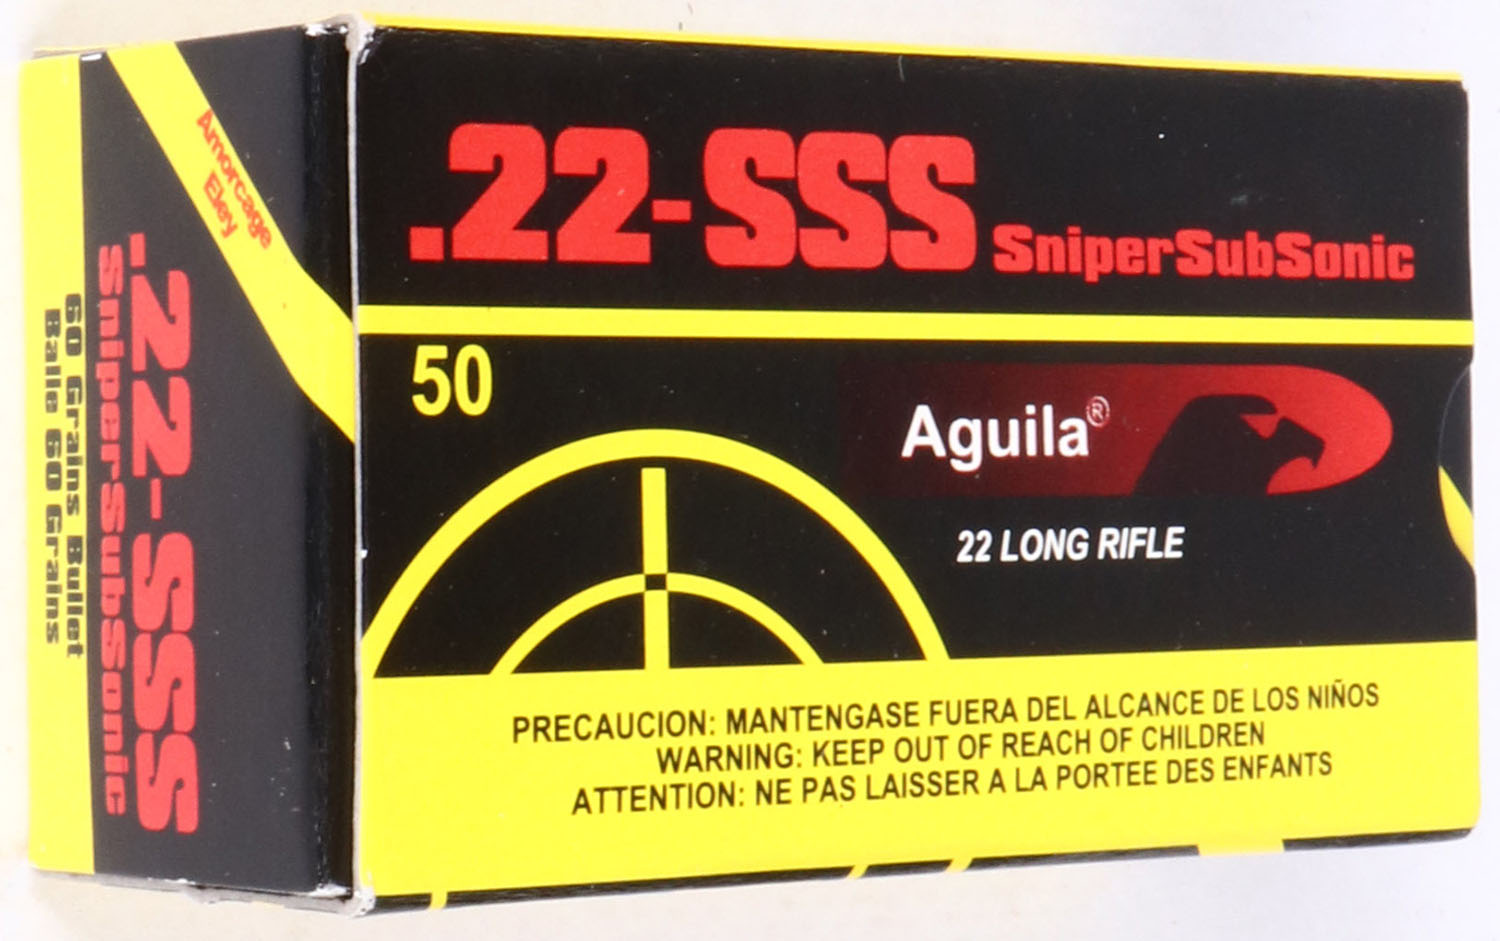 .22-SSS SniperSubSonic
50
Aguila®
22 LONG RIFLE
PRECAUCION: MANTENGASE FUERA DEL ALCANCE DE LOS NIÑOS
WARNING: KEEP OUT OF REACH OF CHILDREN
ATTENTION: NE PAS LAISSER A LA PORTEE DES ENFANTS
Amorcage
Eley
.22-SSS
SniperSubSonic
60 Grains Bullet
Balle 60 Grains